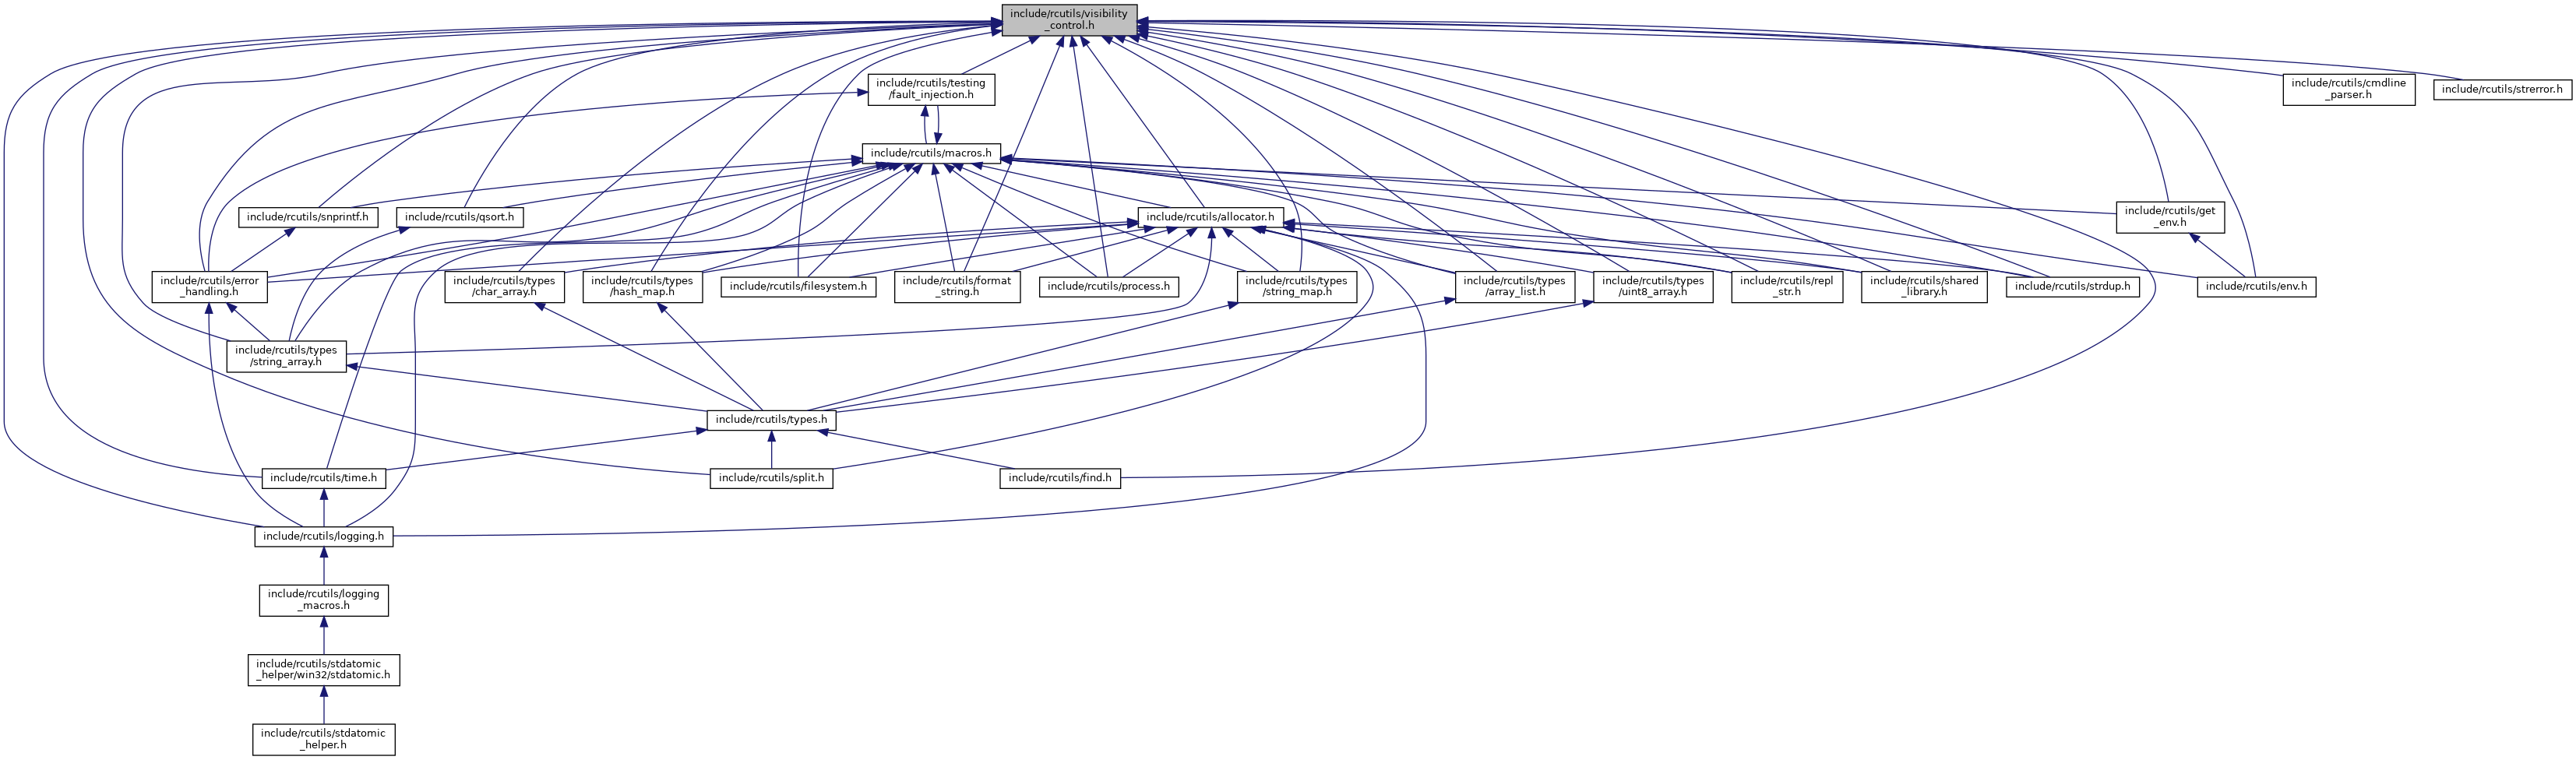 include/rcutils/visibility
_control.h
include/rcutils/testing
/fault_injection.h
include/rcutils/cmdline
_parser.h
include/rcutils/strerror.h
include/rcutils/macros.h
include/rcutils/snprintf.h
include/rcutils/qsort.h
include/rcutils/allocator.h
include/rcutils/get
_env.h
include/rcutils/error
_handling.h
include/rcutils/types
/char_array.h
include/rcutils/types
/hash_map.h
include/rcutils/filesystem.h
include/rcutils/format
_string.h
include/rcutils/process.h
include/rcutils/types
/string_map.h
include/rcutils/types
/array_list.h
include/rcutils/types
/uint8_array.h
include/rcutils/repl
_str.h
include/rcutils/shared
_library.h
include/rcutils/strdup.h
include/rcutils/env.h
include/rcutils/types
/string_array.h
include/rcutils/types.h
include/rcutils/time.h
include/rcutils/split.h
include/rcutils/find.h
include/rcutils/logging.h
include/rcutils/logging
_macros.h
include/rcutils/stdatomic
_helper/win32/stdatomic.h
include/rcutils/stdatomic
_helper.h